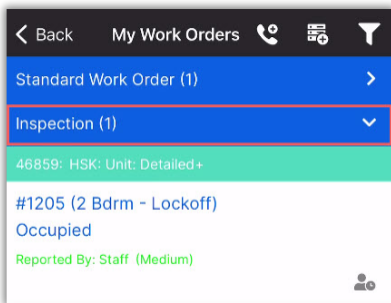 Back My Work Orders
Standard Work Order (1)
Inspection (1)
46859: HSK: Unit: Detailed+
#1205 (2 Bdrm - Lockoff)
Occupied
Reported By: Staff (Medium)